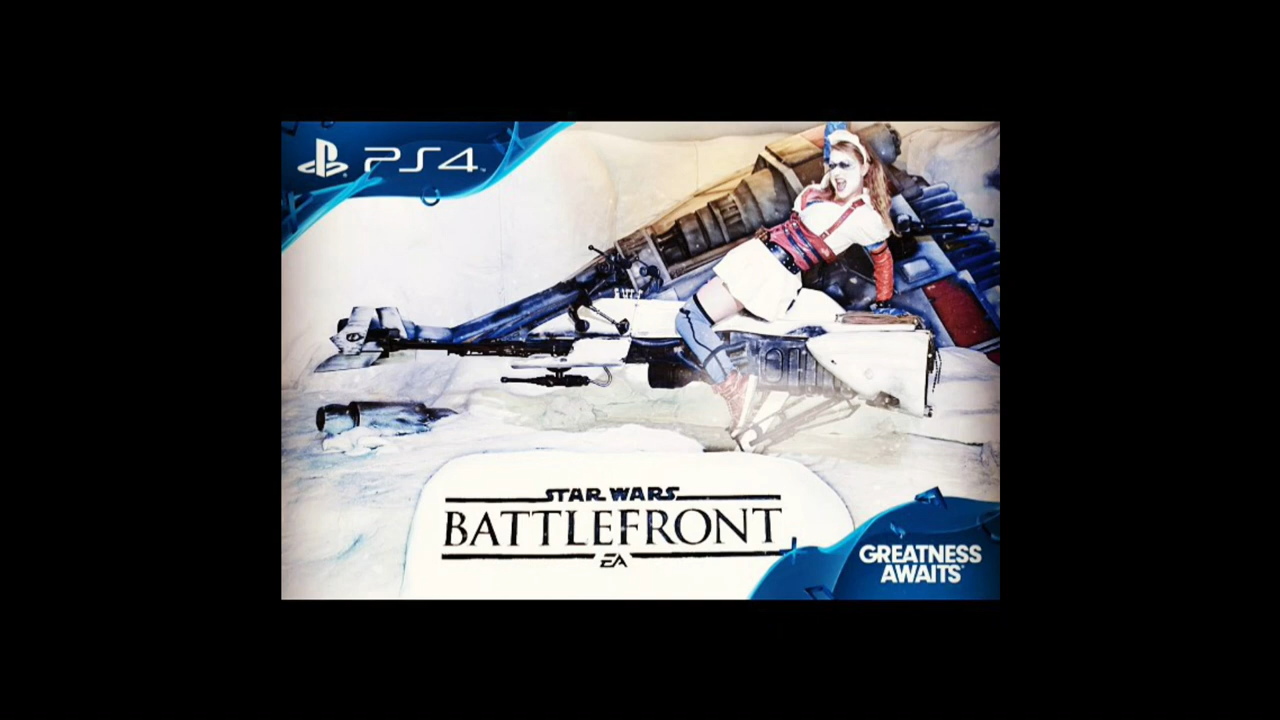 PS4
STAR WARS
BATTLEFRONT
EA
GREATNESS
AWAITS